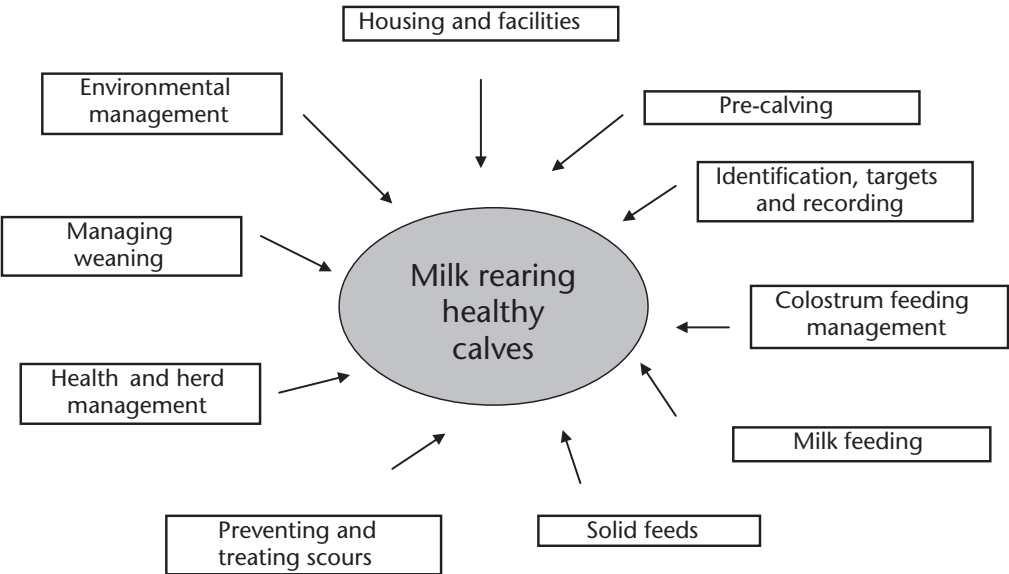 Housing and facilities
Environmental
management
Pre-calving
Identification, targets
and recording
Managing
weaning
Milk rearing
healthy
calves
Colostrum feeding
management
Health and herd
management
Milk feeding
Preventing and
treating scours
Solid feeds